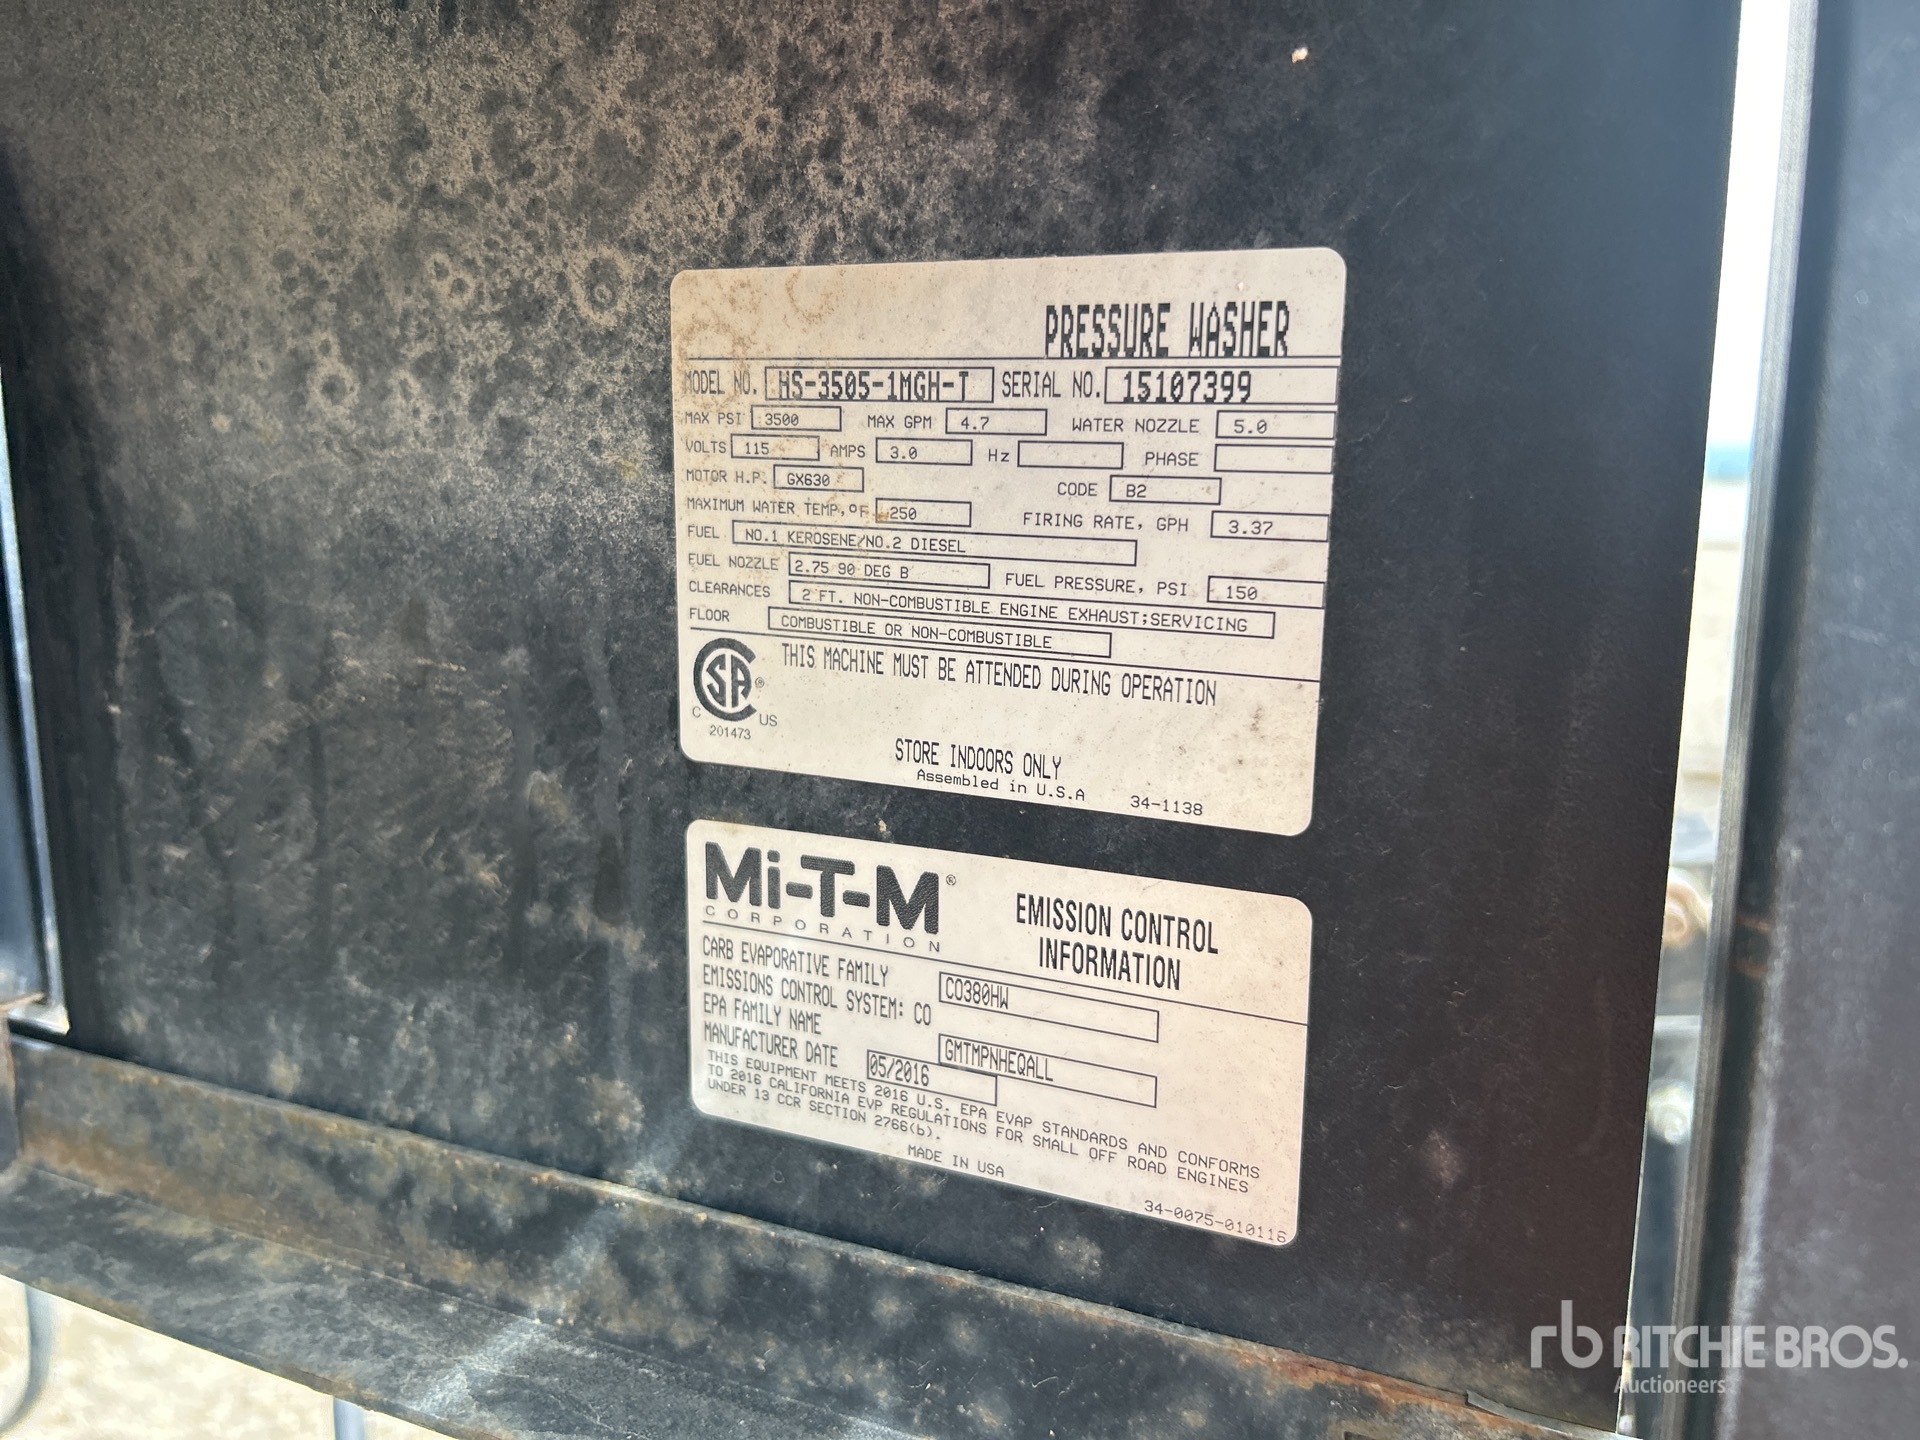 PRESSURE WASHER
MODEL NO. HS-3505-1MGH-T SERIAL NO. 15107399
MAX PSI 3500 MAX GPM 4.7 WATER NOZZLE 5.0
VOLTS 115 AMPS 3.0 Hz PHASE
MOTOR H.P. GX630 CODE B2
MAXIMUM WATER TEMP, °F 250 FIRING RATE, GPH 3.37
FUEL NO.1 KEROSENE/NO.2 DIESEL
FUEL NOZZLE 2.75 90 DEG B FUEL PRESSURE, PSI 150
CLEARANCES 2 FT. NON-COMBUSTIBLE ENGINE EXHAUST;SERVICING
FLOOR COMBUSTIBLE OR NON-COMBUSTIBLE
THIS MACHINE MUST BE ATTENDED DURING OPERATION
CSA®
C US
201473
STORE INDOORS ONLY
Assembled in U.S.A 34-1138
Mi-T-M®
CORPORATION
EMISSION CONTROL
INFORMATION
CARB EVAPORATIVE FAMILY
EMISSIONS CONTROL SYSTEM: CO CO380HW
EPA FAMILY NAME GMTMPNHEQALL
MANUFACTURER DATE 05/2016
THIS EQUIPMENT MEETS 2016 U.S. EPA EVAP STANDARDS AND CONFORMS
TO 2016 CALIFORNIA EVP REGULATIONS FOR SMALL OFF ROAD ENGINES
UNDER 13 CCR SECTION 2766(b).
MADE IN USA
34-0075-010116
rb RITCHIE BROS.
Auctioneers